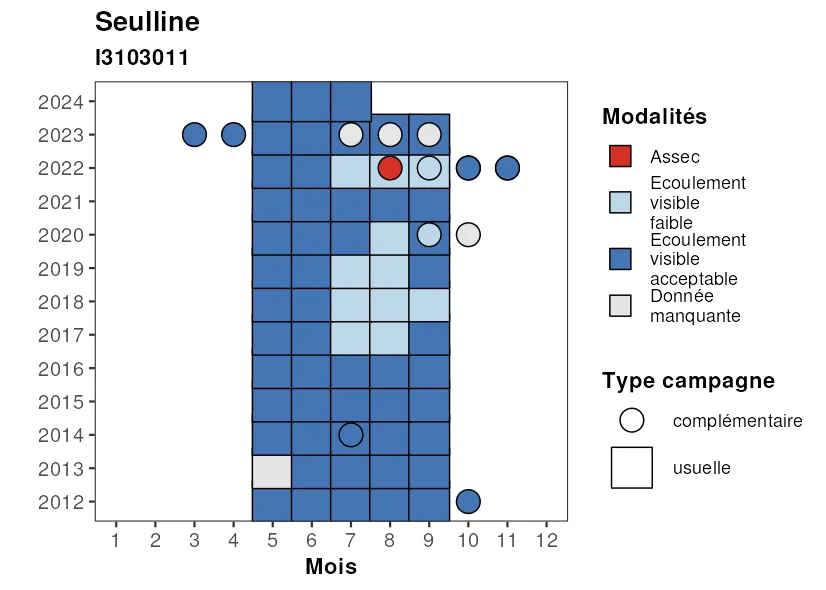 Seulline
I3103011
2024
2023
2022
2021
2020
2019
2018
2017
2016
2015
2014
2013
2012
1 2 3 4 5 6 7 8 9 10 11 12
Mois
Modalités
Assec
Ecoulement
visible
faible
Ecoulement
visible
acceptable
Donnée
manquante
Type campagne
complémentaire
usuelle